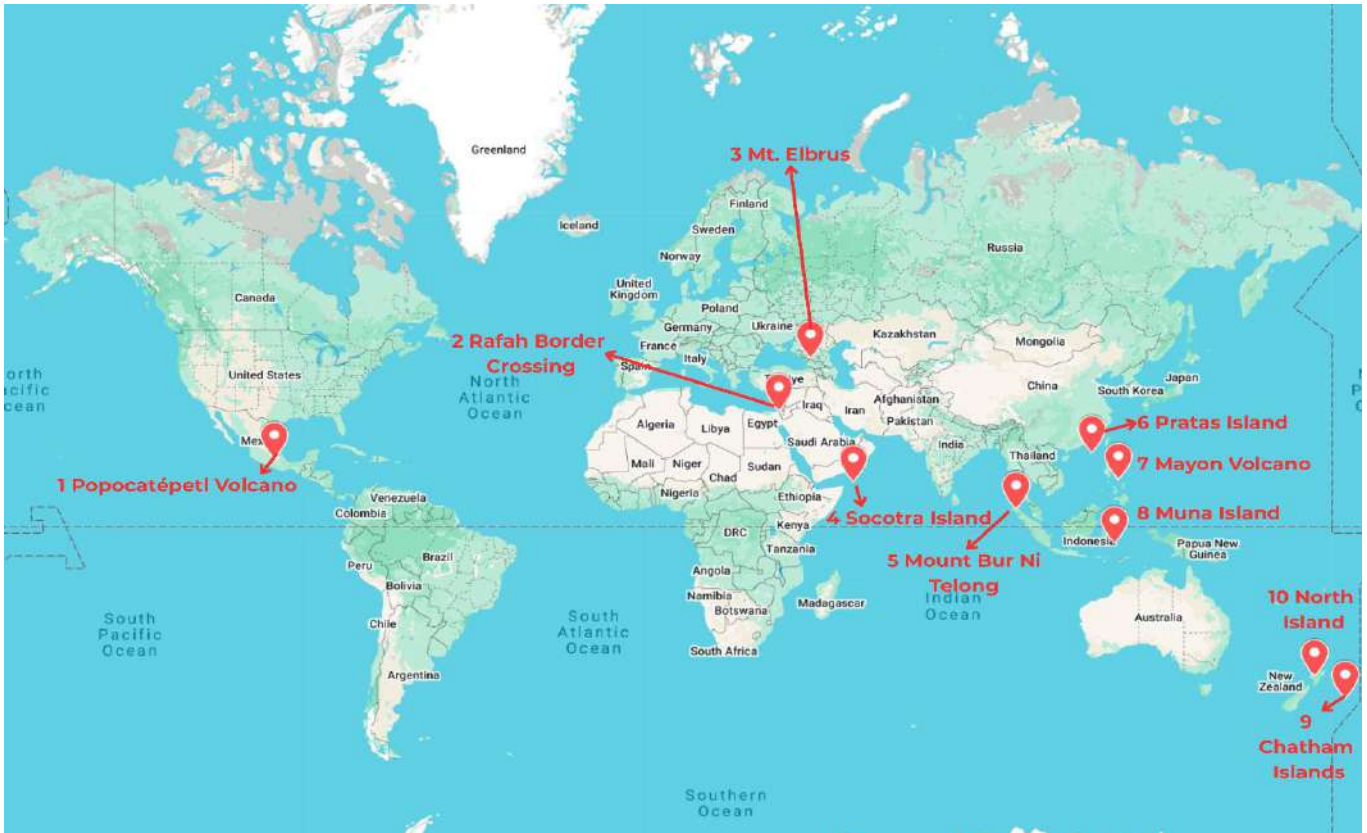 Greenland
3 Mt. Elbrus
Finland
Iceland
Sweden
Russia
Norway
United
Kingdom
Canada
Poland
Germany
Ukraine
Kazakhstan
2 Rafah Border
Crossing
France
Mongolia
Italy
United States
Spain
Türkiye
North
Atlantic
Ocean
China
South Korea
Japan
Iraq
Iran
Afghanistan
Pakistan
Algeria
Libya
Egypt
6 Pratas Island
Saudi Arabia
India
Thailand
Mali
Niger
Sudan
Chad
7 Mayon Volcano
1 Popocatépetl Volcano
Venezuela
Nigeria
Ethiopia
Colombia
4 Socotra Island
8 Muna Island
DRC
Kenya
Indonesia
Tanzania
Papua New
Guinea
Brazil
Peru
5 Mount Bur Ni
Telong
Angola
Bolivia
Indian
Ocean
Namibia
Botswana
Madagascar
10 North
Island
South
Pacific
Ocean
Chile
South
Atlantic
Ocean
Australia
South Africa
Argentina
New
Zealand
9
Chatham
Islands
Southern
Ocean